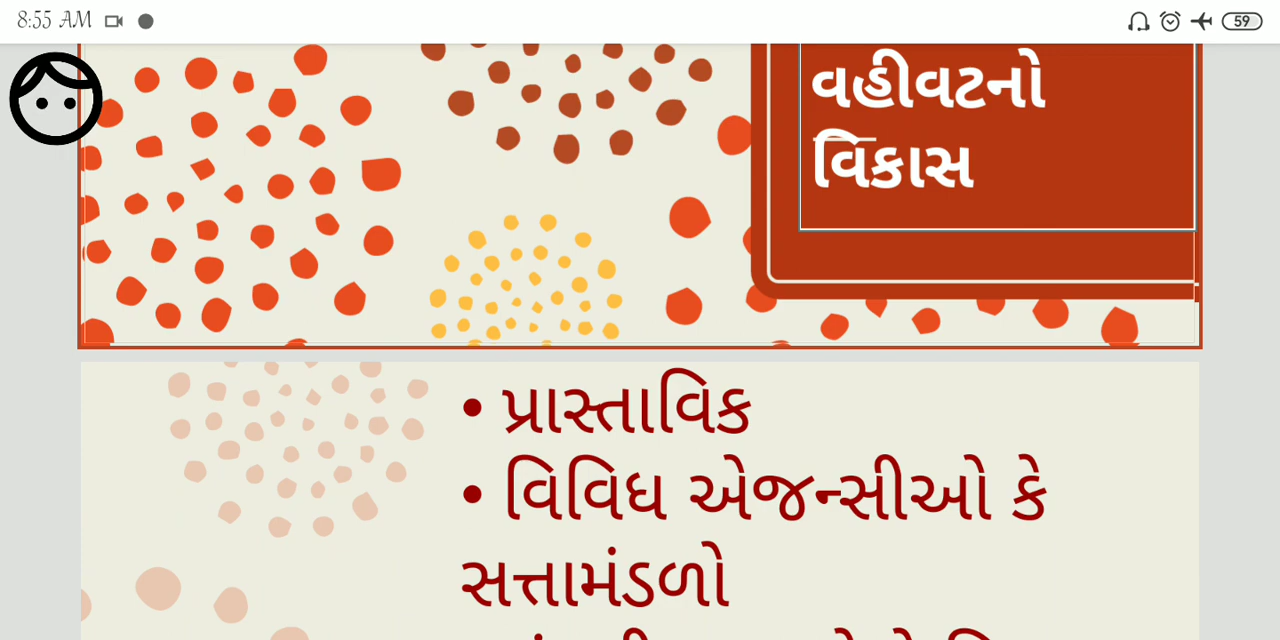 8:55 AM
59
વહીવટનો
વિકાસ
• પ્રાસ્તાવિક
• વિવિધ એજન્સીઓ કે
સત્તામંડળો